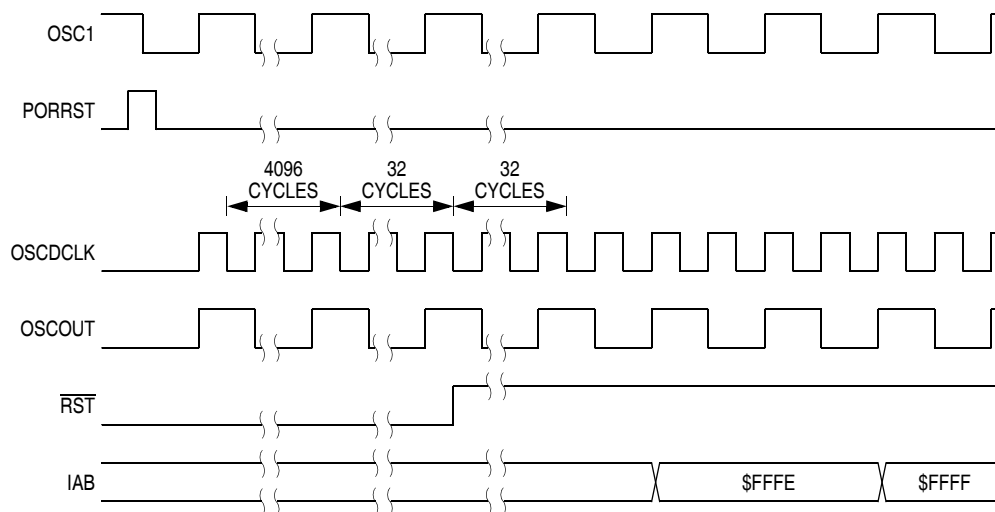 OSC1
PORRST
4096
CYCLES
32
CYCLES
32
CYCLES
OSCDCLK
OSCOUT
RST
IAB
$FFFE
$FFFF